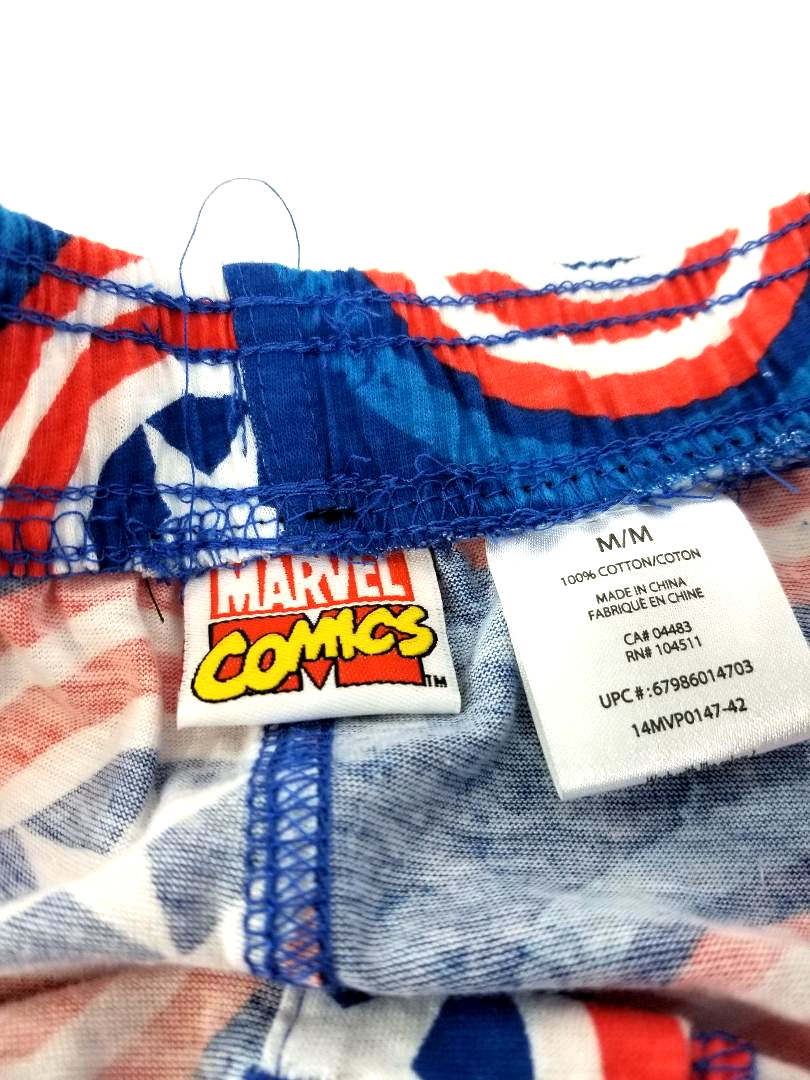 MARVEL
COMICS
TM
M/M
100% COTTON/COTON
MADE IN CHINA
FABRIQUÉ EN CHINE
CA# 04483
RN# 104511
UPC #:67986014703
14MVP0147-42